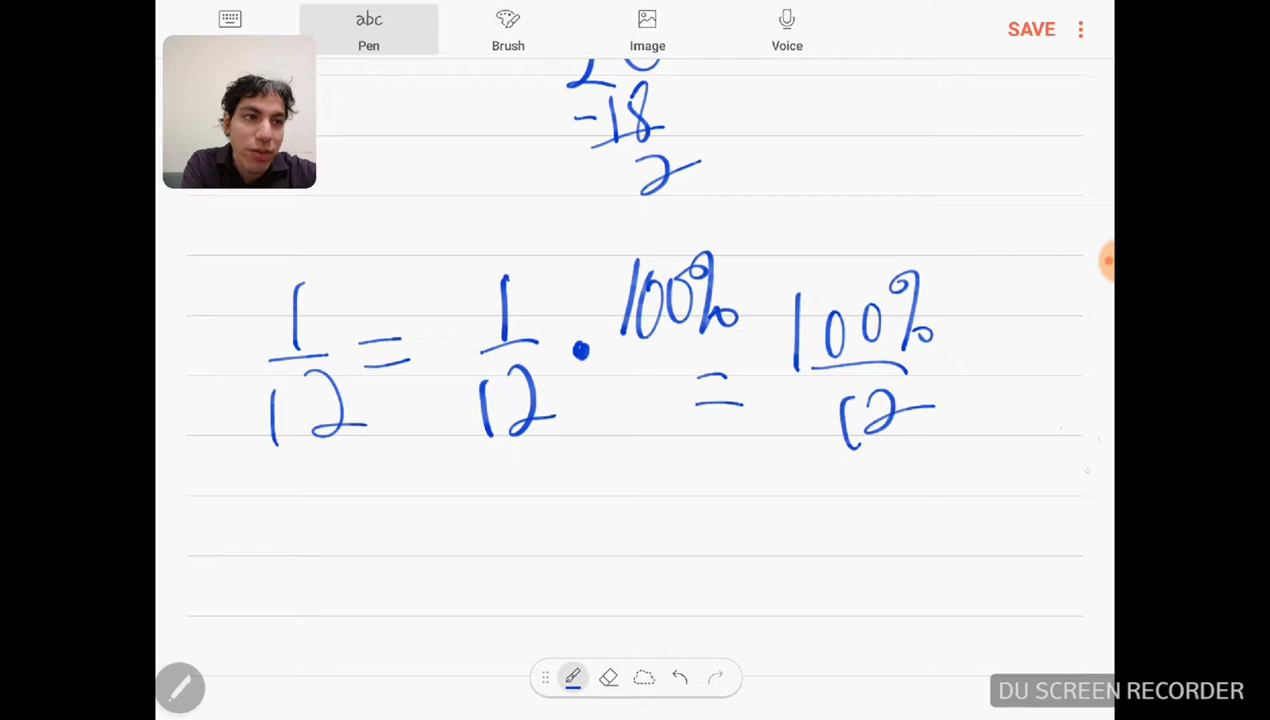 abc
Pen Brush Image Voice SAVE
-18
2
1/12 = 1/12 • 100% = 100%/12
DU SCREEN RECORDER